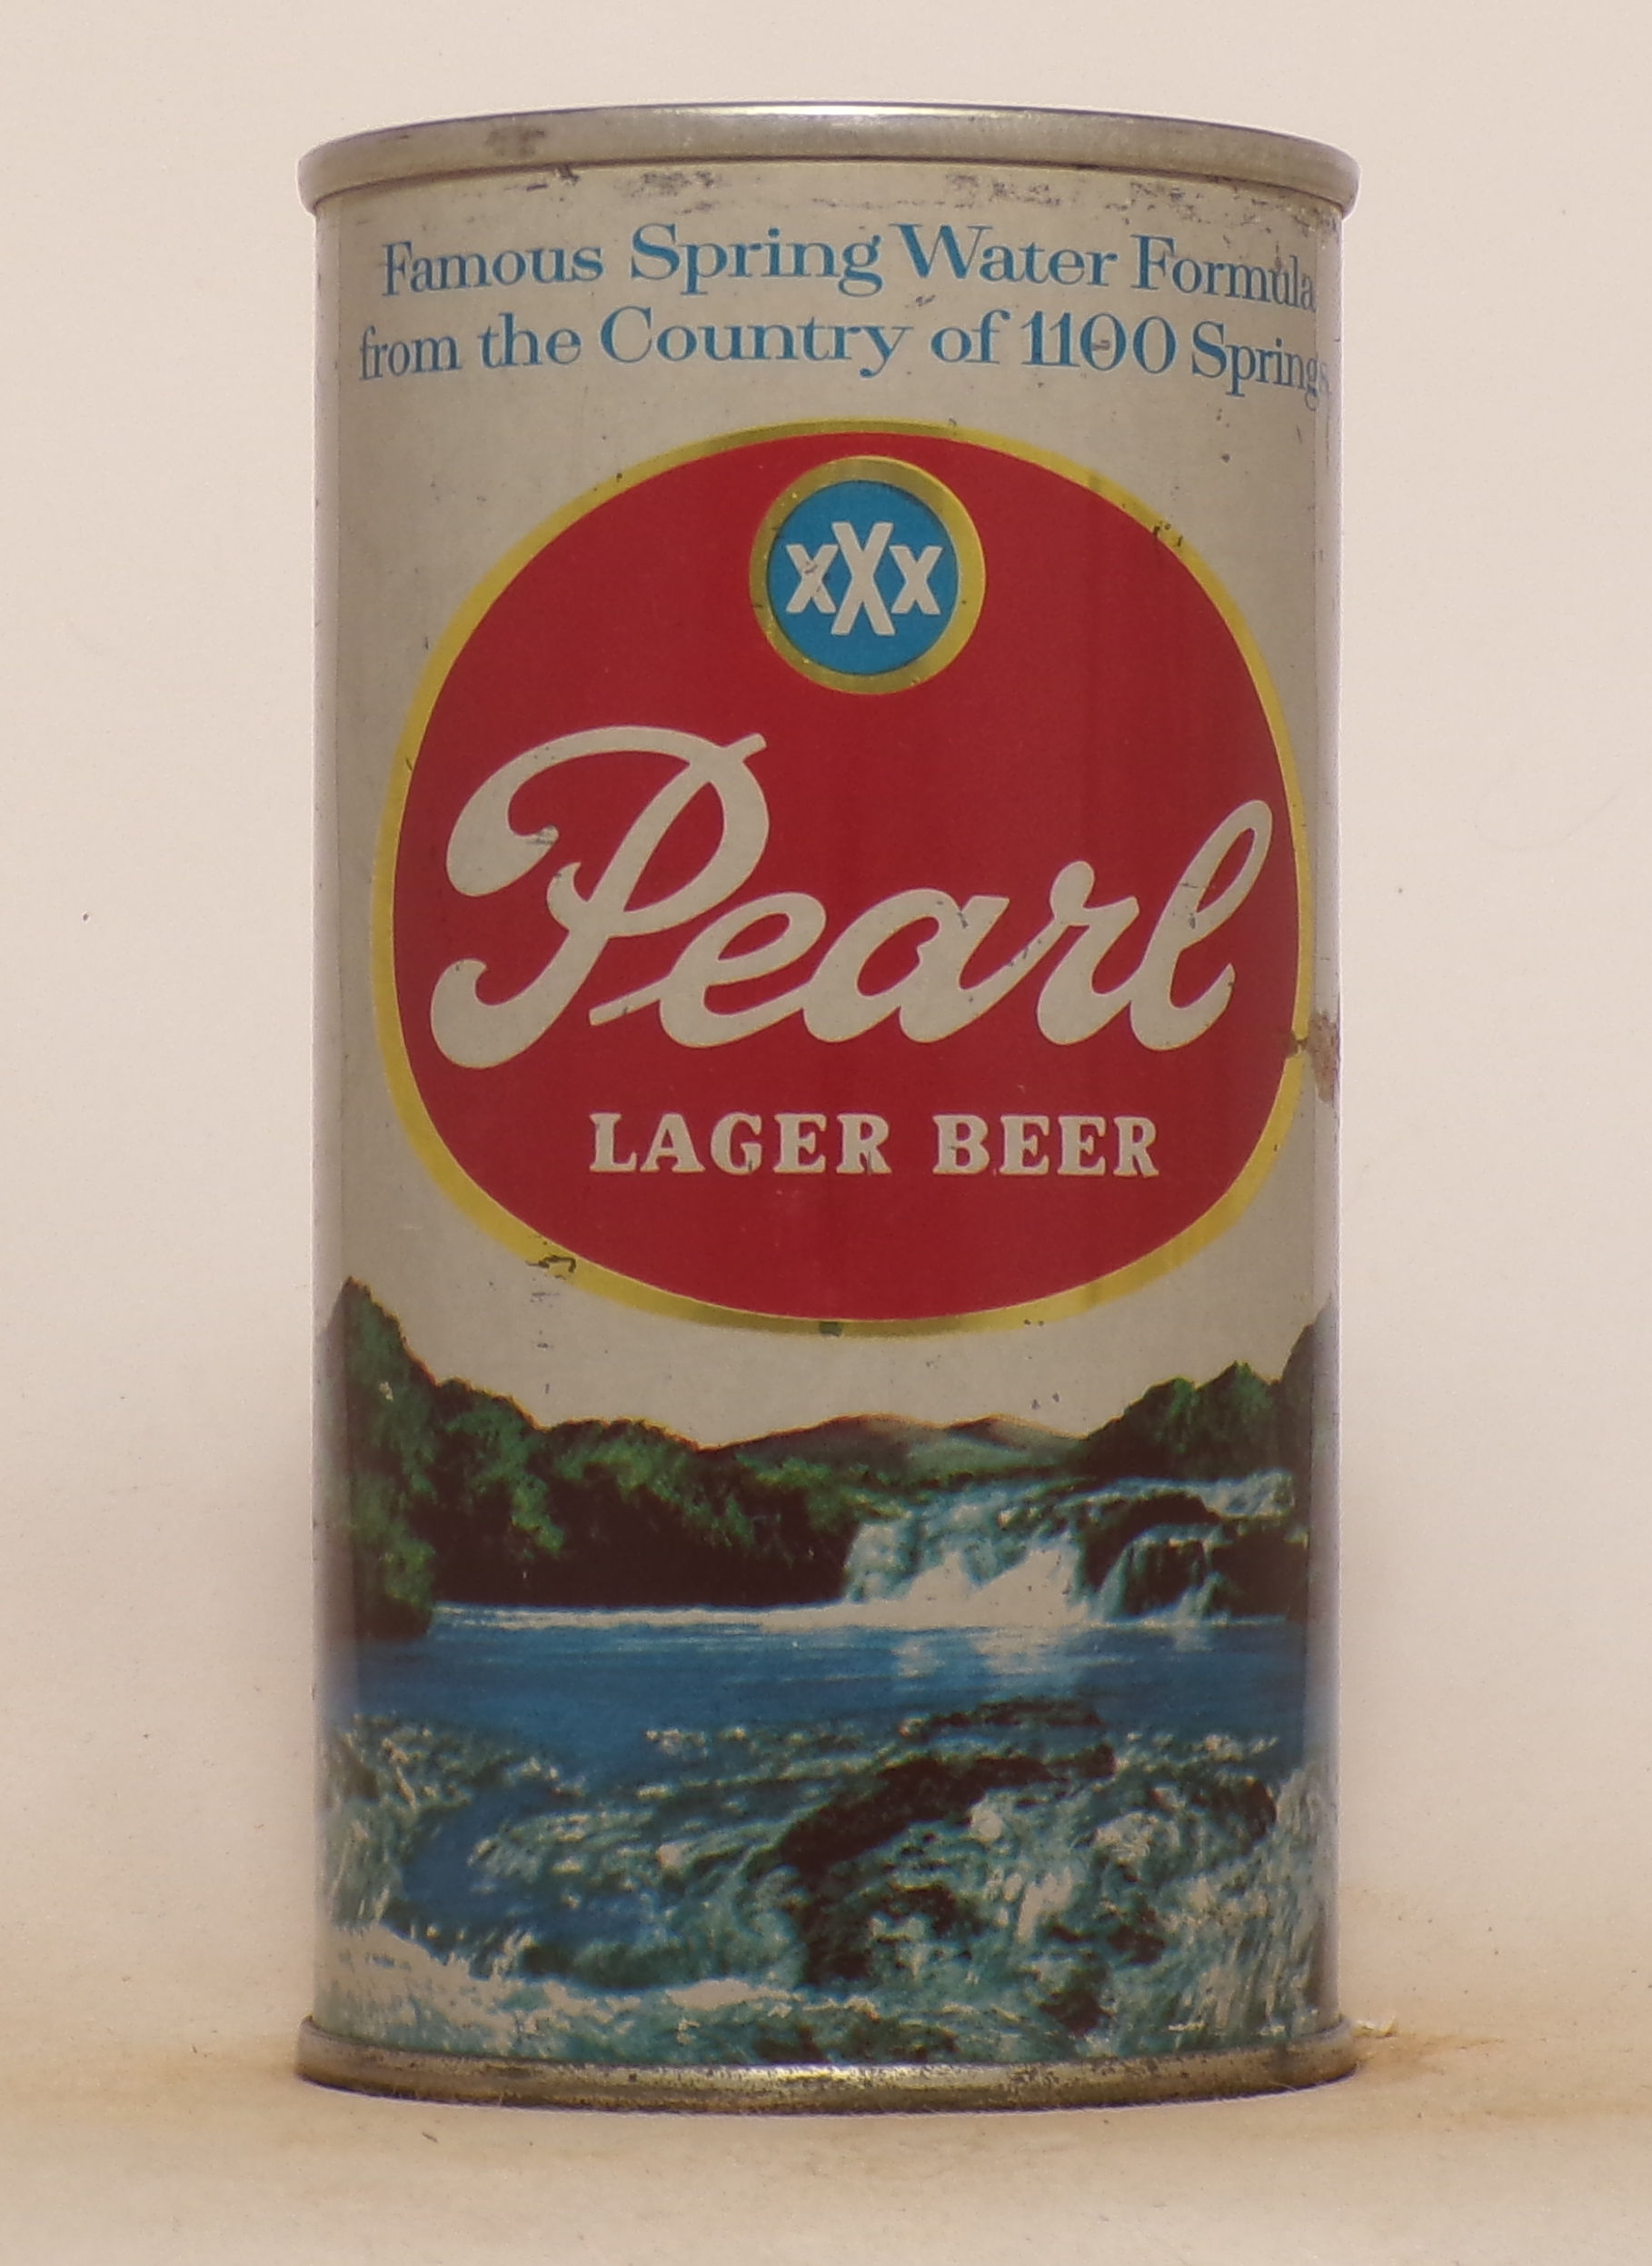 Famous Spring Water Formula
from the Country of 1100 Springs
xXx
Pearl
LAGER BEER